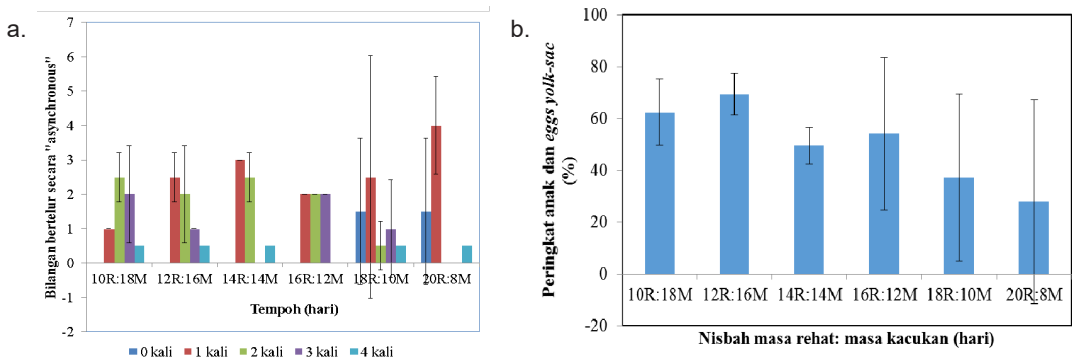 a.
Bilangan bertelur secara "asynchronous"
7
6
5
4
3
2
1
0
-1
-2
10R:18M 12R:16M 14R:14M 16R:12M 18R:10M 20R:8M
Tempoh (hari)
0 kali 1 kali 2 kali 3 kali 4 kali
b.
Peringkat anak dan eggs yolk-sac
(%)
100
80
60
40
20
0
-20
10R:18M 12R:16M 14R:14M 16R:12M 18R:10M 20R:8M
Nisbah masa rehat: masa kacukan (hari)